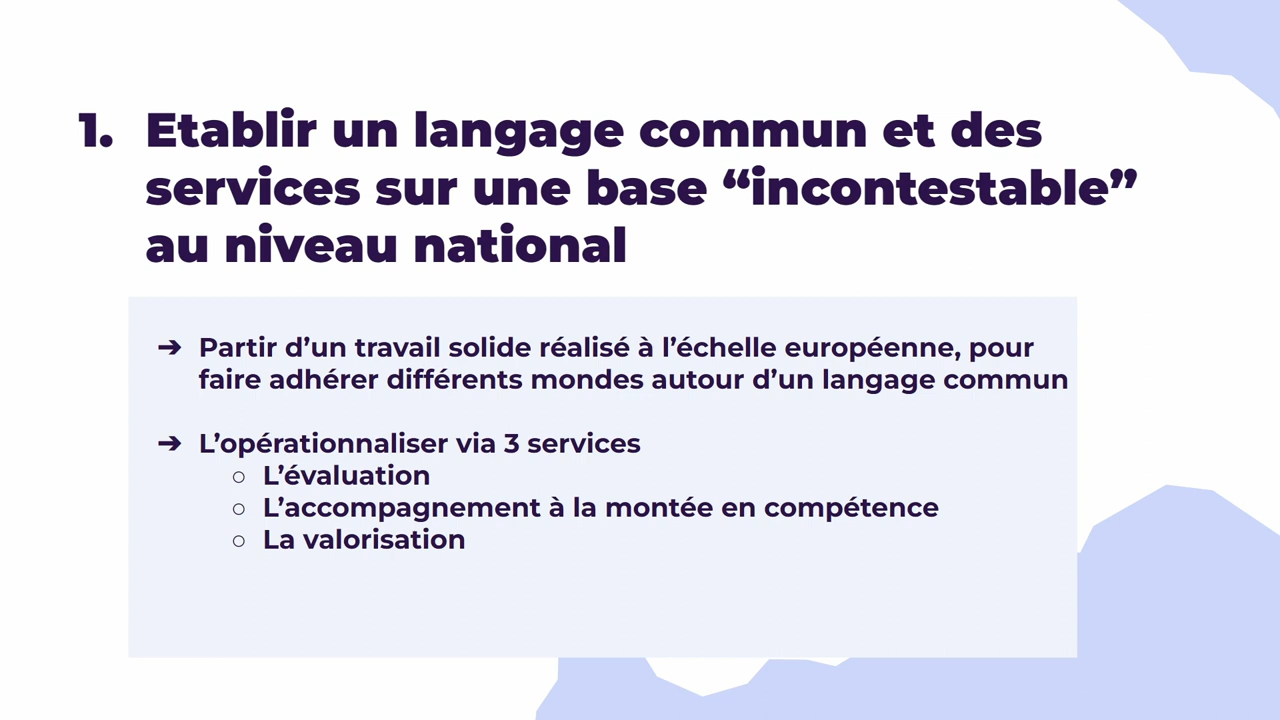 1. Etablir un langage commun et des
services sur une base “incontestable”
au niveau national
➔ Partir d’un travail solide réalisé à l’échelle européenne, pour
faire adhérer différents mondes autour d’un langage commun
➔ L’opérationnaliser via 3 services
○ L’évaluation
○ L’accompagnement à la montée en compétence
○ La valorisation